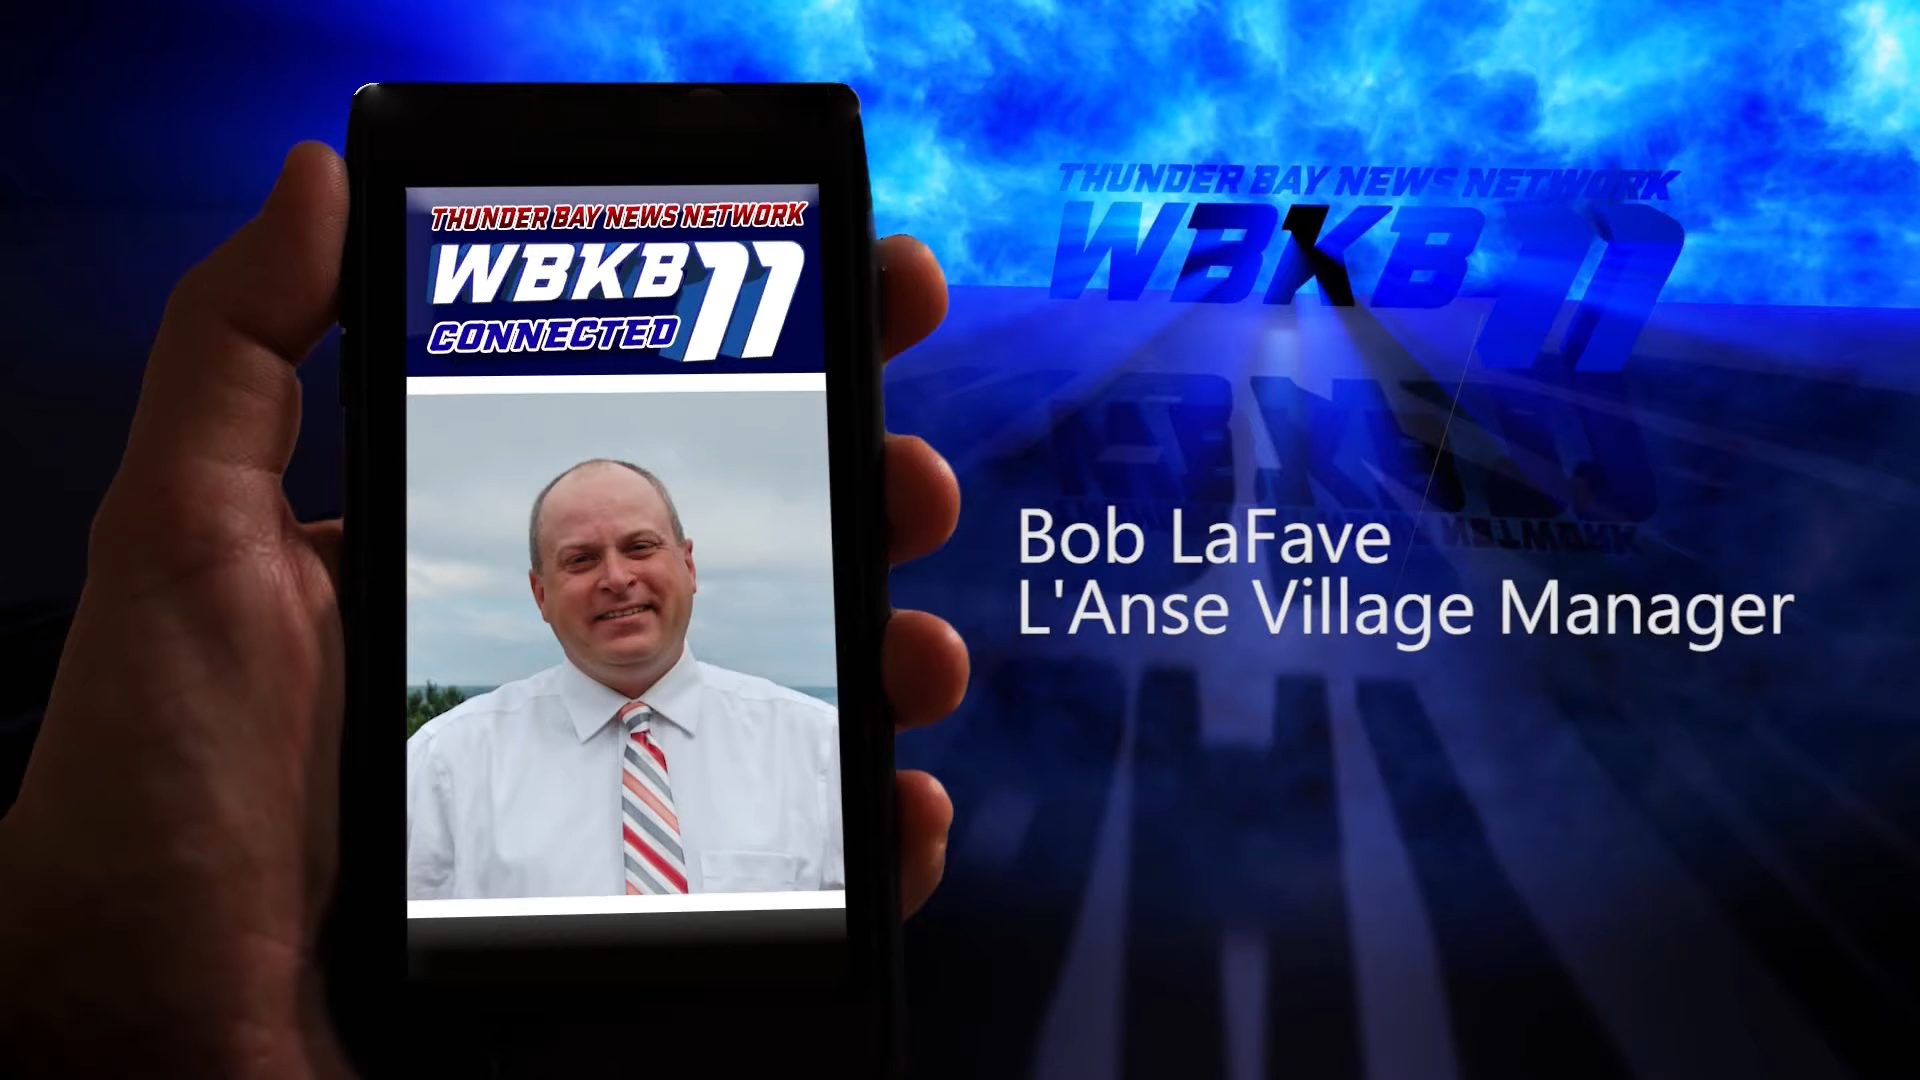 THUNDER BAY NEWS NETWORK
WBKB 11
CONNECTED
THUNDER BAY NEWS NETWORK
WBKB 11
Bob LaFave
L'Anse Village Manager